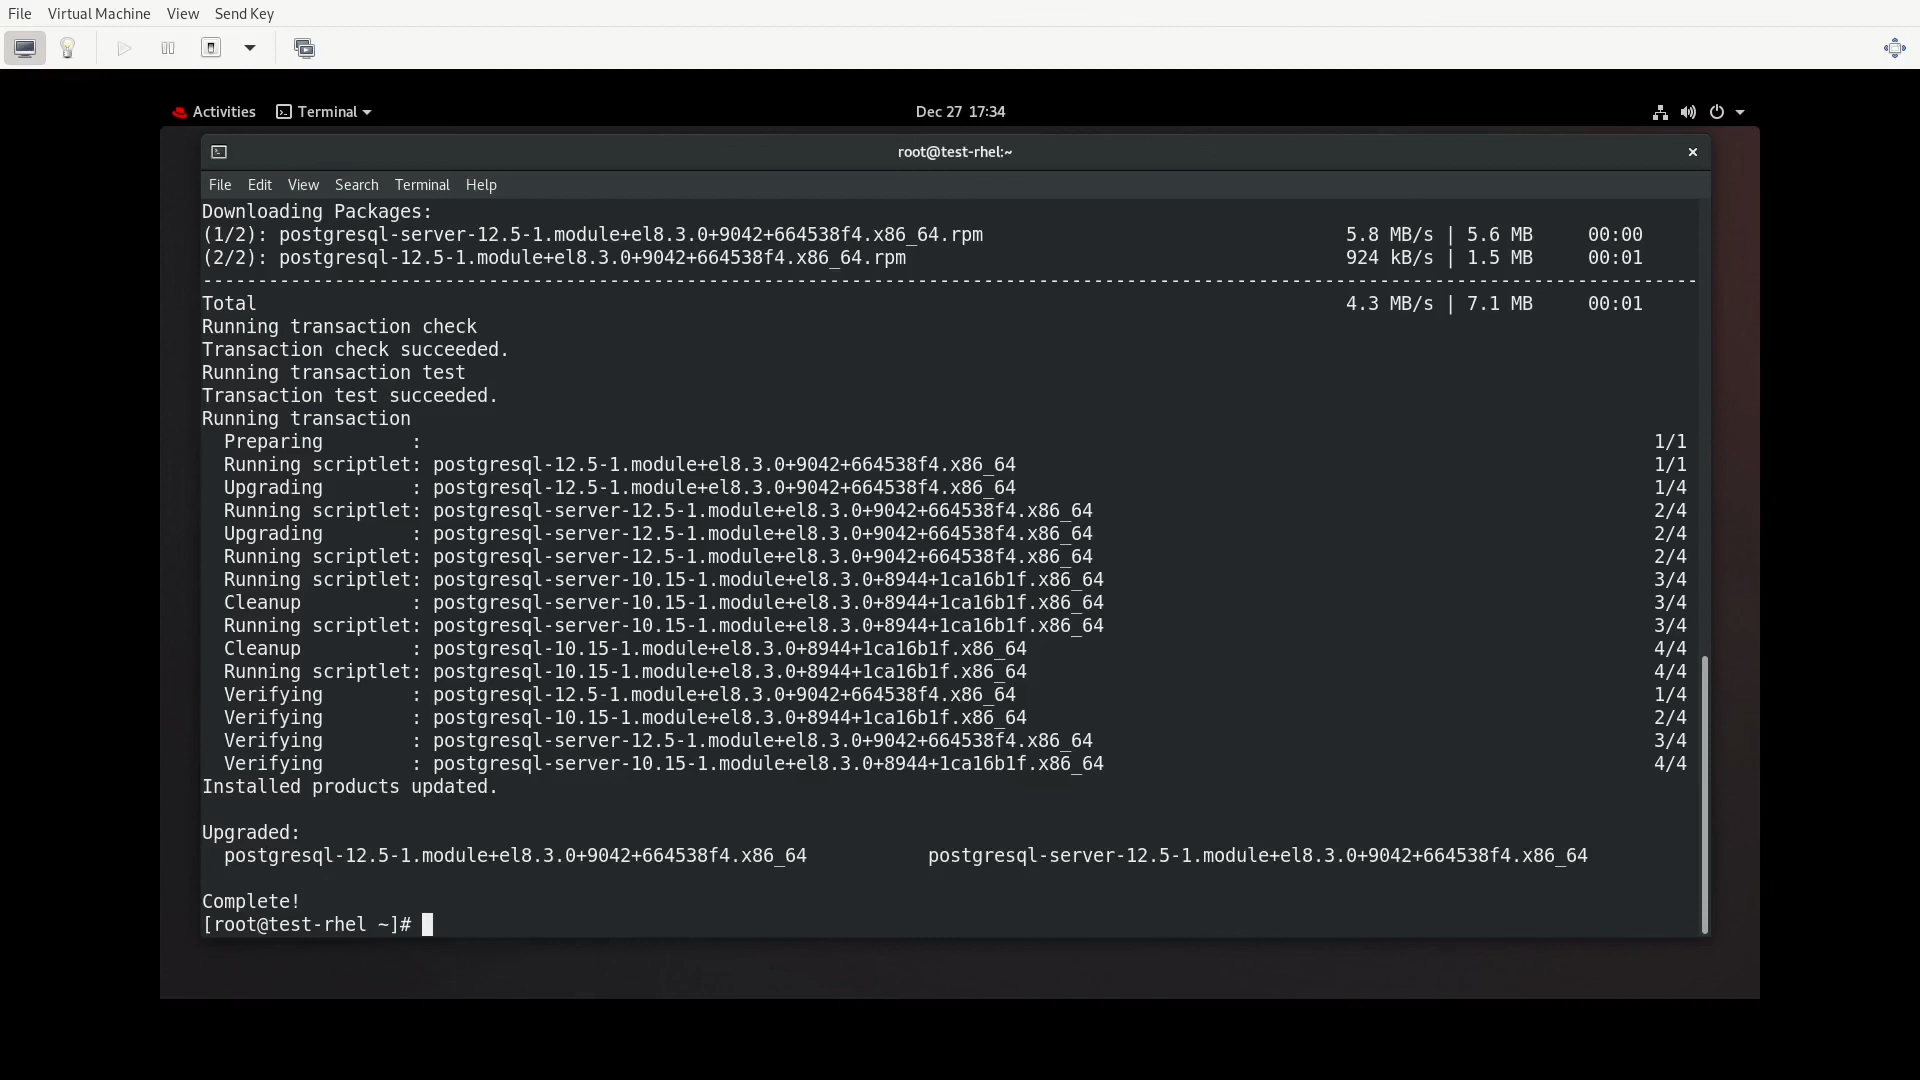 File Virtual Machine View Send Key
Activities Terminal Dec 27 17:34
root@test-rhel:~
File Edit View Search Terminal Help
Downloading Packages:
(1/2): postgresql-server-12.5-1.module+el8.3.0+9042+664538f4.x86_64.rpm 5.8 MB/s | 5.6 MB 00:00
(2/2): postgresql-12.5-1.module+el8.3.0+9042+664538f4.x86_64.rpm 924 kB/s | 1.5 MB 00:01
--------------------------------------------------------------------------------
Total 4.3 MB/s | 7.1 MB 00:01
Running transaction check
Transaction check succeeded.
Running transaction test
Transaction test succeeded.
Running transaction
Preparing : 1/1
Running scriptlet: postgresql-12.5-1.module+el8.3.0+9042+664538f4.x86_64 1/1
Upgrading : postgresql-12.5-1.module+el8.3.0+9042+664538f4.x86_64 1/4
Running scriptlet: postgresql-server-12.5-1.module+el8.3.0+9042+664538f4.x86_64 2/4
Upgrading : postgresql-server-12.5-1.module+el8.3.0+9042+664538f4.x86_64 2/4
Running scriptlet: postgresql-server-12.5-1.module+el8.3.0+9042+664538f4.x86_64 2/4
Running scriptlet: postgresql-server-10.15-1.module+el8.3.0+8944+1ca16b1f.x86_64 3/4
Cleanup : postgresql-server-10.15-1.module+el8.3.0+8944+1ca16b1f.x86_64 3/4
Running scriptlet: postgresql-server-10.15-1.module+el8.3.0+8944+1ca16b1f.x86_64 3/4
Cleanup : postgresql-10.15-1.module+el8.3.0+8944+1ca16b1f.x86_64 4/4
Running scriptlet: postgresql-10.15-1.module+el8.3.0+8944+1ca16b1f.x86_64 4/4
Verifying : postgresql-12.5-1.module+el8.3.0+9042+664538f4.x86_64 1/4
Verifying : postgresql-10.15-1.module+el8.3.0+8944+1ca16b1f.x86_64 2/4
Verifying : postgresql-server-12.5-1.module+el8.3.0+9042+664538f4.x86_64 3/4
Verifying : postgresql-server-10.15-1.module+el8.3.0+8944+1ca16b1f.x86_64 4/4
Installed products updated.
Upgraded:
postgresql-12.5-1.module+el8.3.0+9042+664538f4.x86_64 postgresql-server-12.5-1.module+el8.3.0+9042+664538f4.x86_64
Complete!
[root@test-rhel ~]#